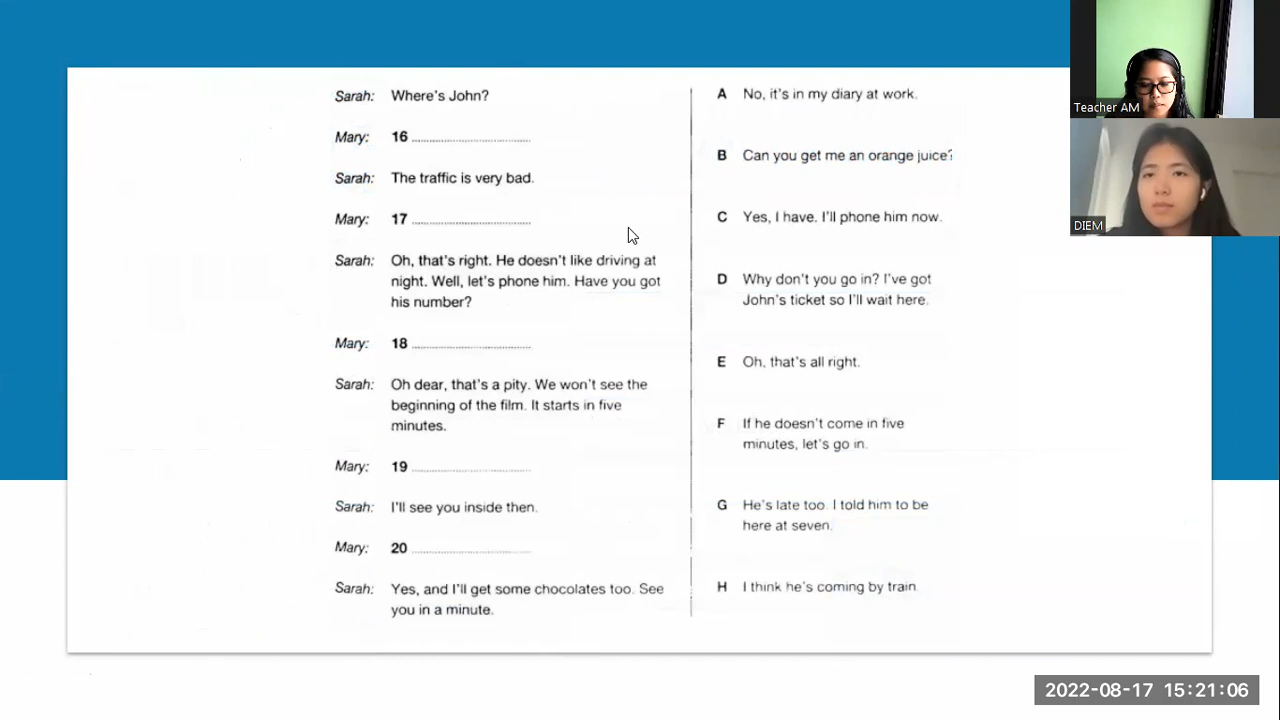 Sarah: Where's John?
Mary: 16
Sarah: The traffic is very bad.
Mary: 17
Sarah: Oh, that's right. He doesn't like driving at
night. Well, let's phone him. Have you got
his number?
Mary: 18
Sarah: Oh dear, that's a pity. We won't see the
beginning of the film. It starts in five
minutes.
Mary: 19
Sarah: I'll see you inside then.
Mary: 20
Sarah: Yes, and I'll get some chocolates too. See
you in a minute.
A No, it's in my diary at work.
B Can you get me an orange juice?
C Yes, I have. I'll phone him now.
D Why don't you go in? I've got
John's ticket so I'll wait here.
E Oh, that's all right.
F If he doesn't come in five
minutes, let's go in.
G He's late too. I told him to be
here at seven.
H I think he's coming by train.
Teacher AM
DIEM
2022-08-17 15:21:06